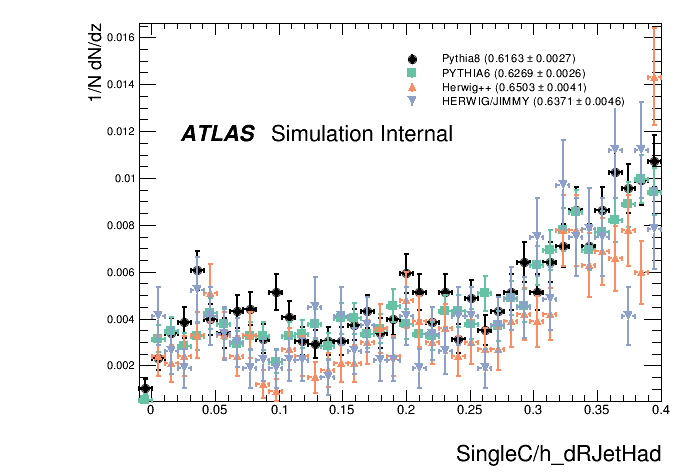 1/N dN/dz
0.016
0.014
0.012
0.01
0.008
0.006
0.004
0.002
Pythia8 (0.6163 ± 0.0027)
PYTHIA6 (0.6269 ± 0.0026)
Herwig++ (0.6503 ± 0.0041)
HERWIG/JIMMY (0.6371 ± 0.0046)
ATLAS Simulation Internal
0 0.05 0.1 0.15 0.2 0.25 0.3 0.35 0.4
SingleC/h_dRJetHad